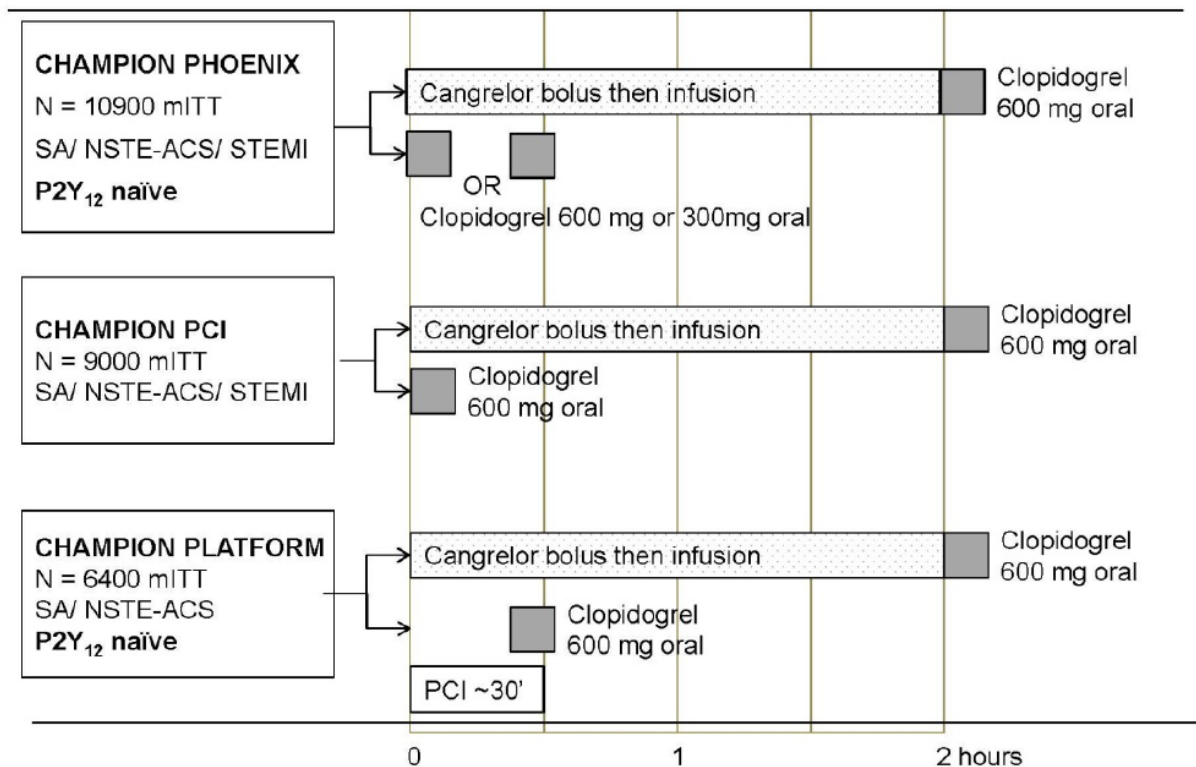 CHAMPION PHOENIX
N = 10900 mITT
SA/ NSTE-ACS/ STEMI
P2Y₁₂ naïve
Cangrelor bolus then infusion
Clopidogrel
600 mg oral
OR
Clopidogrel 600 mg or 300mg oral
CHAMPION PCI
N = 9000 mITT
SA/ NSTE-ACS/ STEMI
Cangrelor bolus then infusion
Clopidogrel
600 mg oral
Clopidogrel
600 mg oral
CHAMPION PLATFORM
N = 6400 mITT
SA/ NSTE-ACS
P2Y₁₂ naïve
Cangrelor bolus then infusion
Clopidogrel
600 mg oral
Clopidogrel
600 mg oral
PCI ~30'
0 1 2 hours